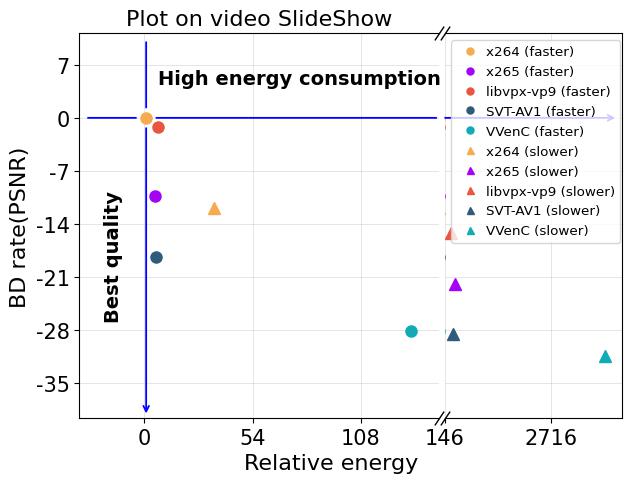 Plot on video SlideShow
BD rate(PSNR)
7
0
-7
-14
-21
-28
-35
High energy consumption
Best quality
x264 (faster)
x265 (faster)
libvpx-vp9 (faster)
SVT-AV1 (faster)
VVenC (faster)
x264 (slower)
x265 (slower)
libvpx-vp9 (slower)
SVT-AV1 (slower)
VVenC (slower)
0 54 108 146 2716
Relative energy